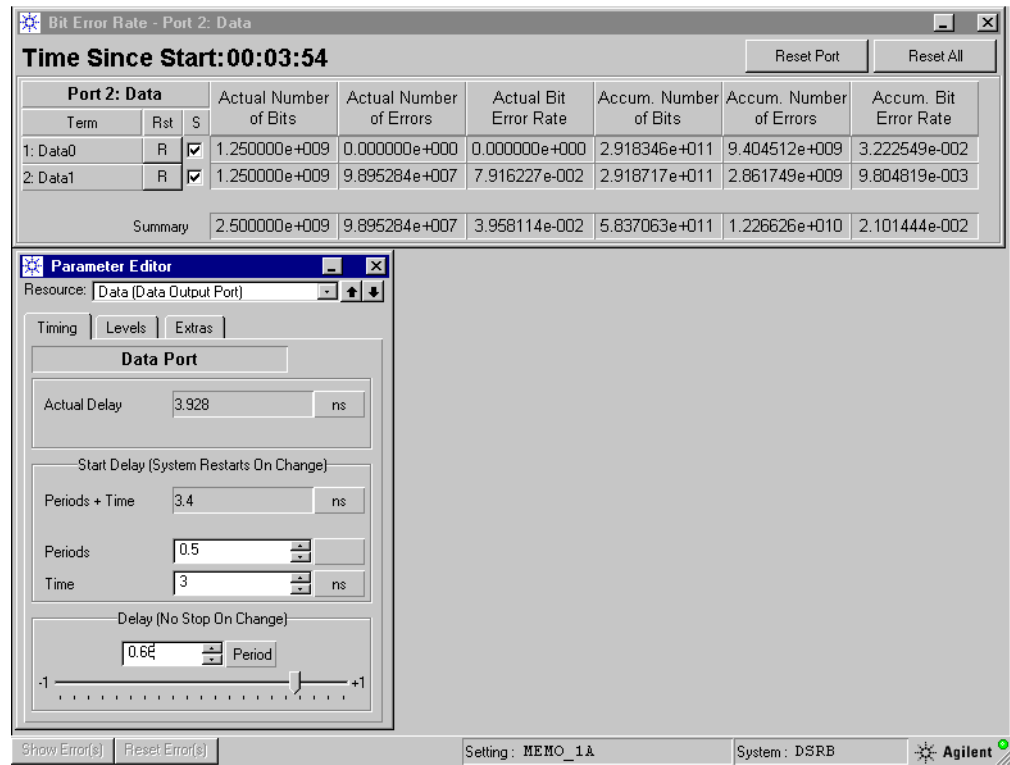 Bit Error Rate - Port 2: Data
Time Since Start:00:03:54
Reset Port Reset All
Port 2: Data Actual Number of Bits Actual Number of Errors Actual Bit Error Rate Accum. Number of Bits Accum. Number of Errors Accum. Bit Error Rate
Term Rst S
1: Data0 R 1.250000e+009 0.000000e+000 0.000000e+000 2.918346e+011 9.404512e+009 3.222549e-002
2: Data1 R 1.250000e+009 9.895284e+007 7.916227e-002 2.918717e+011 2.861749e+009 9.804819e-003
Summary 2.500000e+009 9.895284e+007 3.958114e-002 5.837063e+011 1.226626e+010 2.101444e-002
Parameter Editor
Resource: Data (Data Output Port)
Timing Levels Extras
Data Port
Actual Delay 3.928 ns
Start Delay (System Restarts On Change)
Periods + Time 3.4 ns
Periods 0.5
Time 3 ns
Delay (No Stop On Change)
Period
-1 +1
Show Error(s) Reset Error(s) Setting: MEMO_1A System: DSRB Agilent